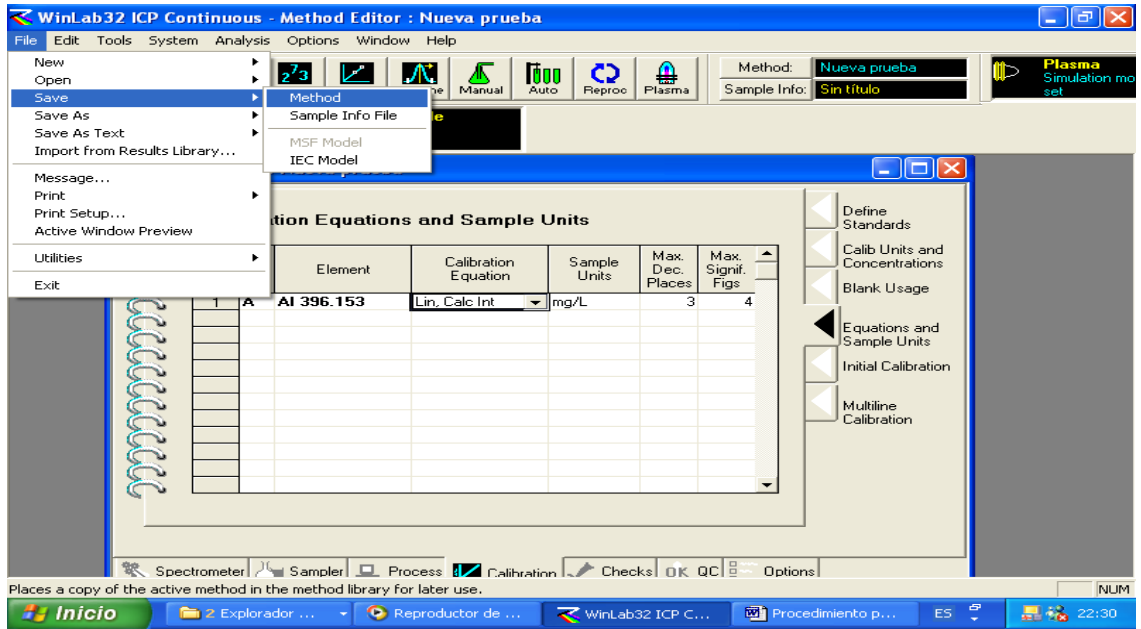 WinLab32 ICP Continuous - Method Editor : Nueva prueba
File Edit Tools System Analysis Options Window Help
New
Open
Save
Save As
Save As Text
Import from Results Library...
Message...
Print
Print Setup...
Active Window Preview
Utilities
Exit
Method
Sample Info File
MSF Model
IEC Model
Manual
Auto
Reproc
Plasma
Method: Nueva prueba
Sample Info: Sin título
Plasma
Simulation mo
set
tion Equations and Sample Units
Element
Calibration Equation
Sample Units
Max. Dec. Places
Max. Signif. Figs
1 A Al 396.153 Lin, Calc Int mg/L 3 4
Define Standards
Calib Units and Concentrations
Blank Usage
Equations and Sample Units
Initial Calibration
Multiline Calibration
Spectrometer Sampler Process Calibration Checks OK QC Options
Places a copy of the active method in the method library for later use.
NUM
Inicio 2 Explorador ... Reproductor de ... WinLab32 ICP C... Procedimiento p... ES 22:30